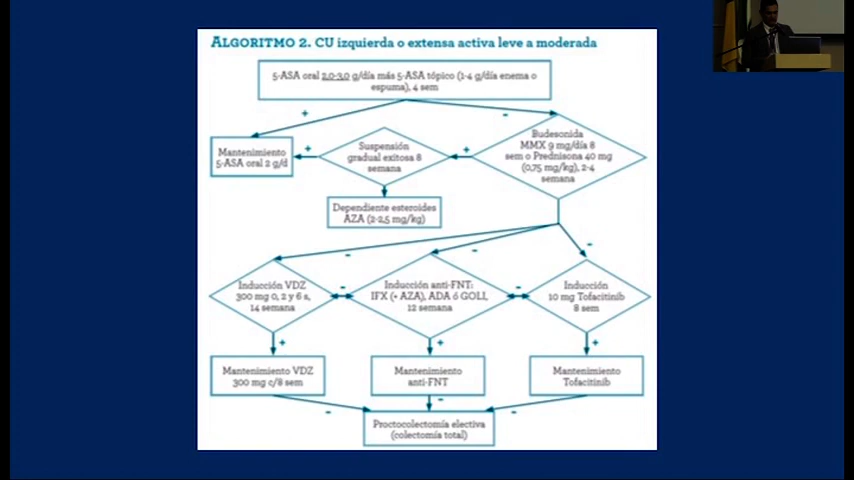 ALGORITMO 2. CU izquierda o extensa activa leve a moderada
5-ASA oral 2.0-3.0 g/día más 5-ASA tópico (1-4 g/día enema o
espuma), 4 sem
+
-
Mantenimiento
5-ASA oral 2 g/d
+
Suspensión
gradual exitosa 8
semana
+
Budesonida
MMX 9 mg/día 8
sem o Prednisona 40 mg
(0,75 mg/kg), 2-4
semana
Dependiente esteroides
AZA (2-2,5 mg/kg)
-
-
-
Inducción VDZ
300 mg 0, 2 y 6 s,
14 semana
-
Inducción anti-FNT:
IFX (+ AZA), ADA ó GOLI,
12 semana
-
Inducción
10 mg Tofacitinib
8 sem
+
+
+
Mantenimiento VDZ
300 mg c/8 sem
Mantenimiento
anti-FNT
Mantenimiento
Tofacitinib
-
-
-
Proctocolectomía electiva
(colectomía total)